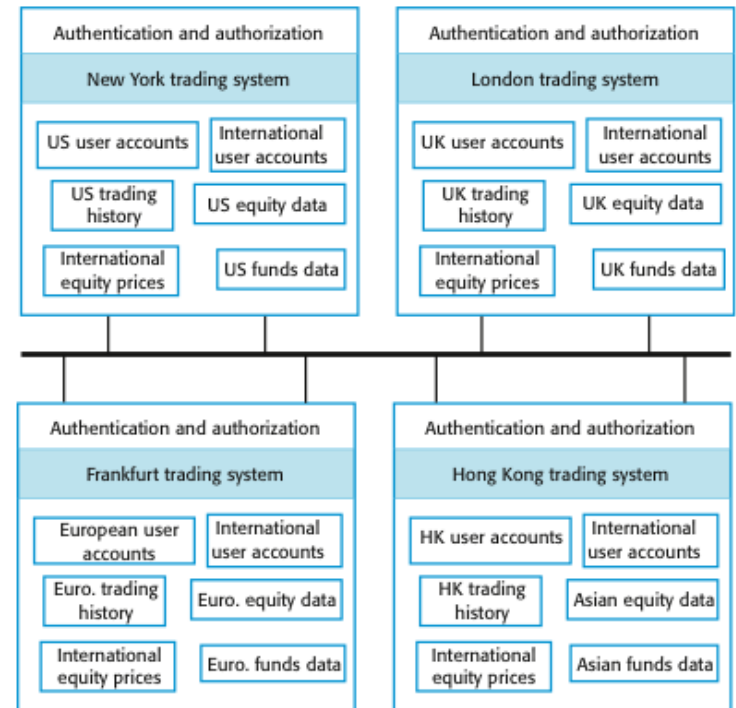 Authentication and authorization
New York trading system
US user accounts
International
user accounts
US trading
history
US equity data
International
equity prices
US funds data
Authentication and authorization
London trading system
UK user accounts
International
user accounts
UK trading
history
UK equity data
International
equity prices
UK funds data
Authentication and authorization
Frankfurt trading system
European user
accounts
International
user accounts
Euro. trading
history
Euro. equity data
International
equity prices
Euro. funds data
Authentication and authorization
Hong Kong trading system
HK user accounts
International
user accounts
HK trading
history
Asian equity data
International
equity prices
Asian funds data